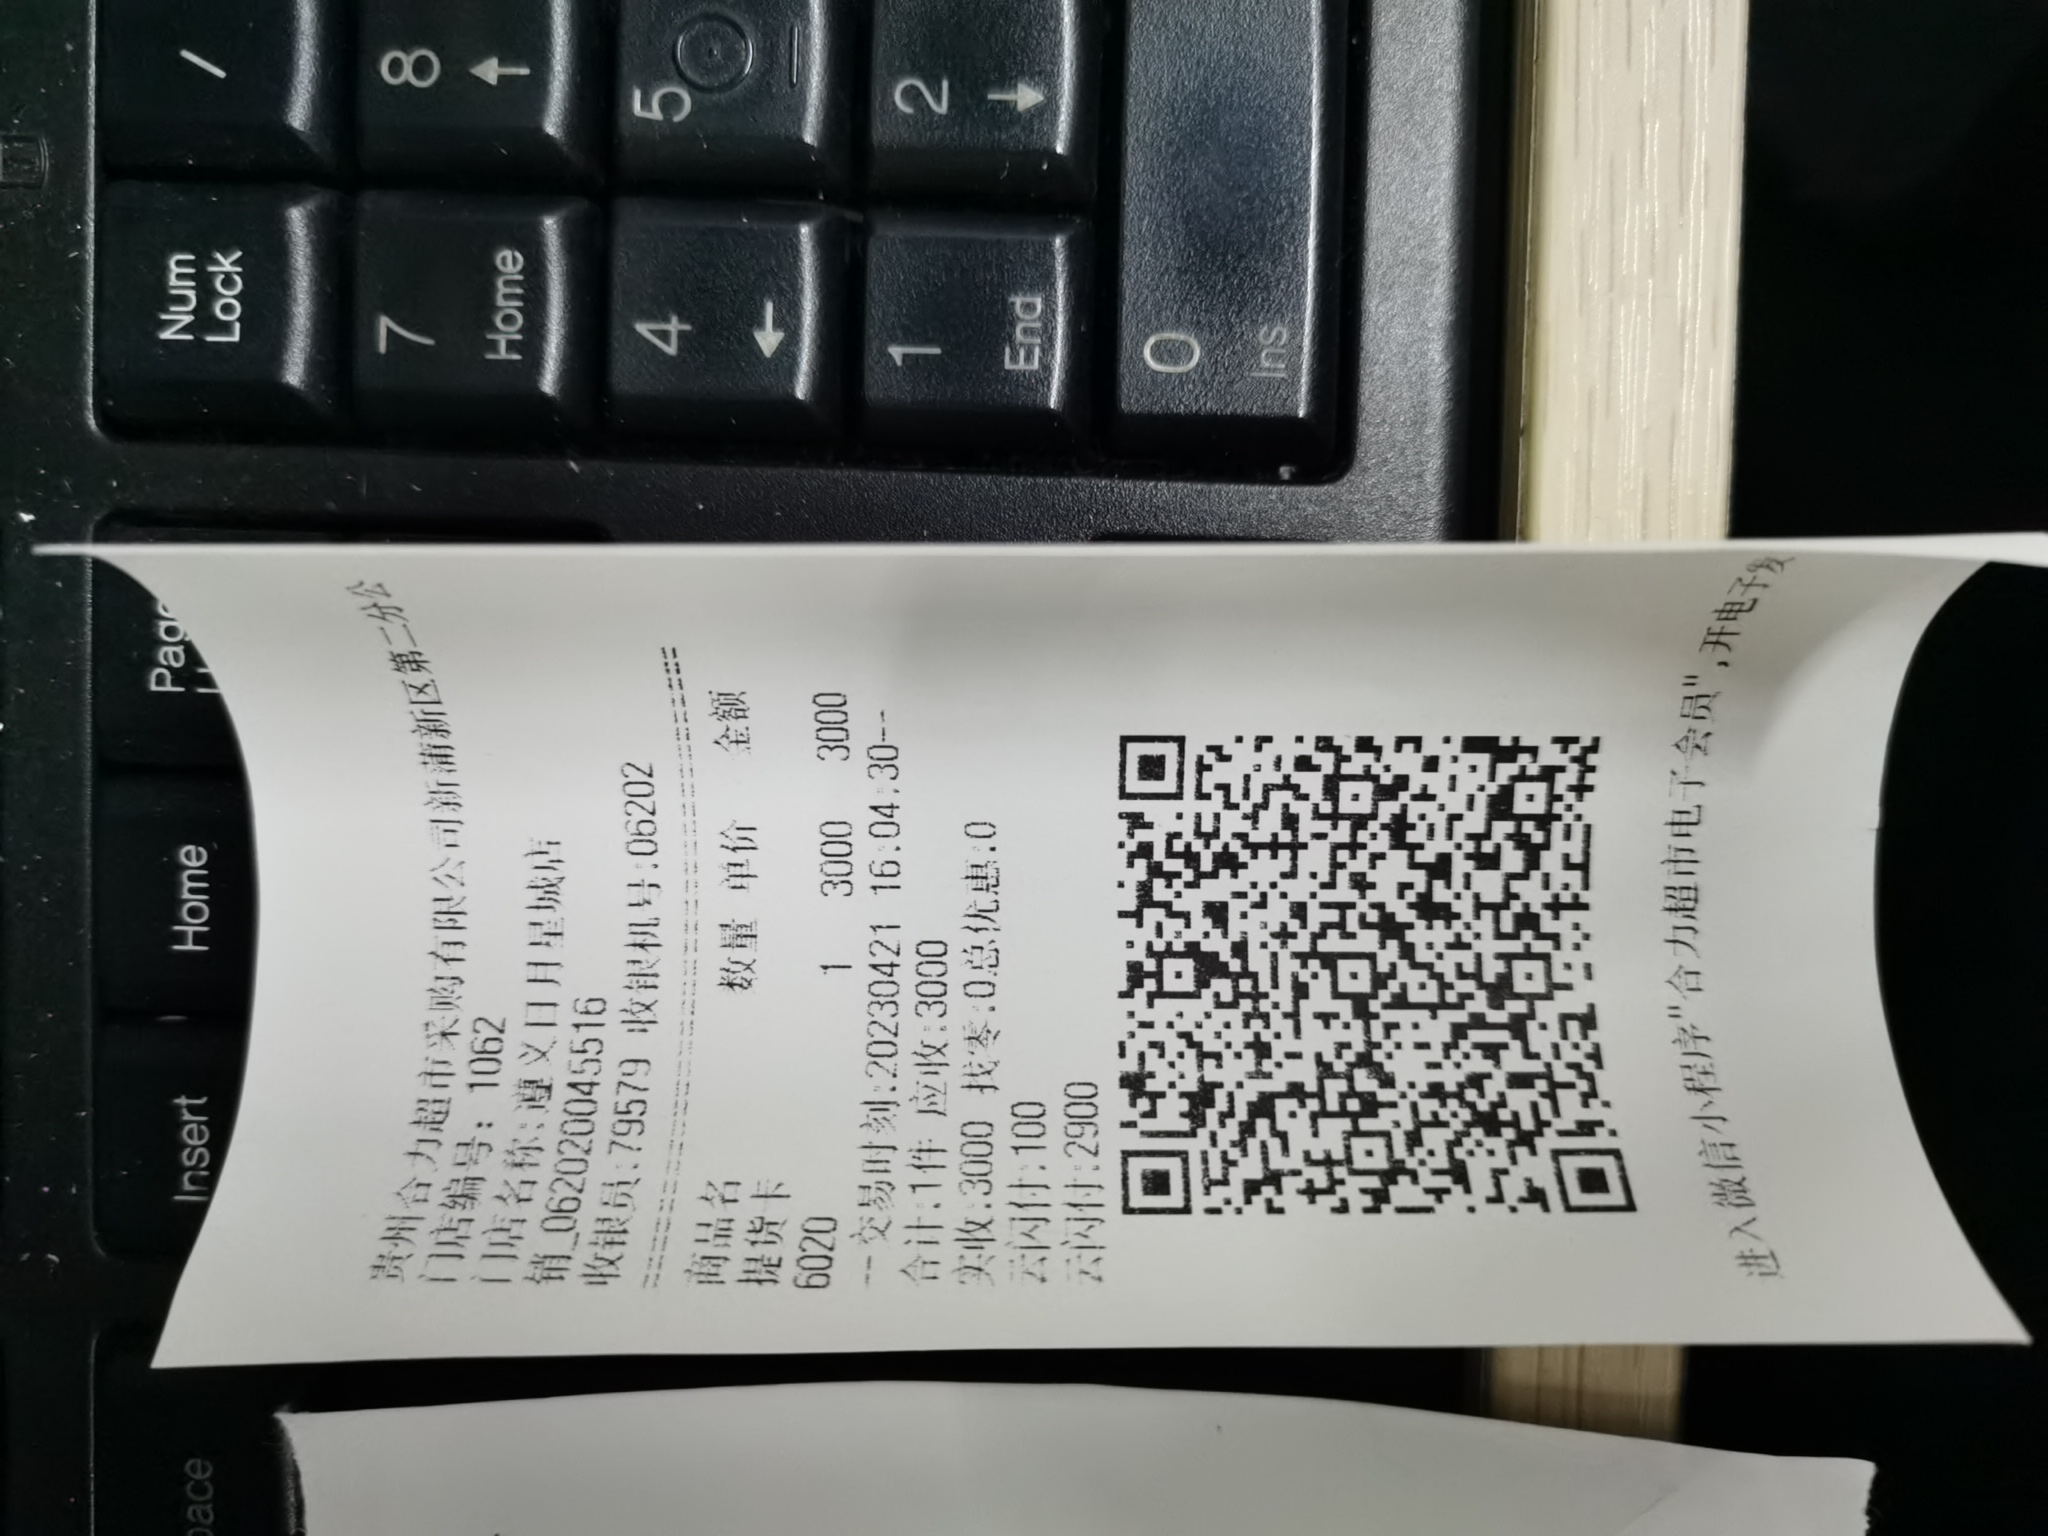 贵州合力超市采购有限公司新蒲新区第二分公
门店编号: 1062
门店名称:遵义日月星城店
销_0620200455​16
收银员:79579 收银机号:06202
商品名 数量 单价 金额
提货卡
6020 1 3000 3000
--交易时刻:20230421 16:04:30--
合计:1件 应收:3000
实收:3000 找零:0总优惠:0
云闪付:100
云闪付:2900
进入微信小程序"合力超市电子会员",开电子发
/
8
5
2
Num
Lock
7
Home
4
1
End
0
Ins
Page
Home
Insert